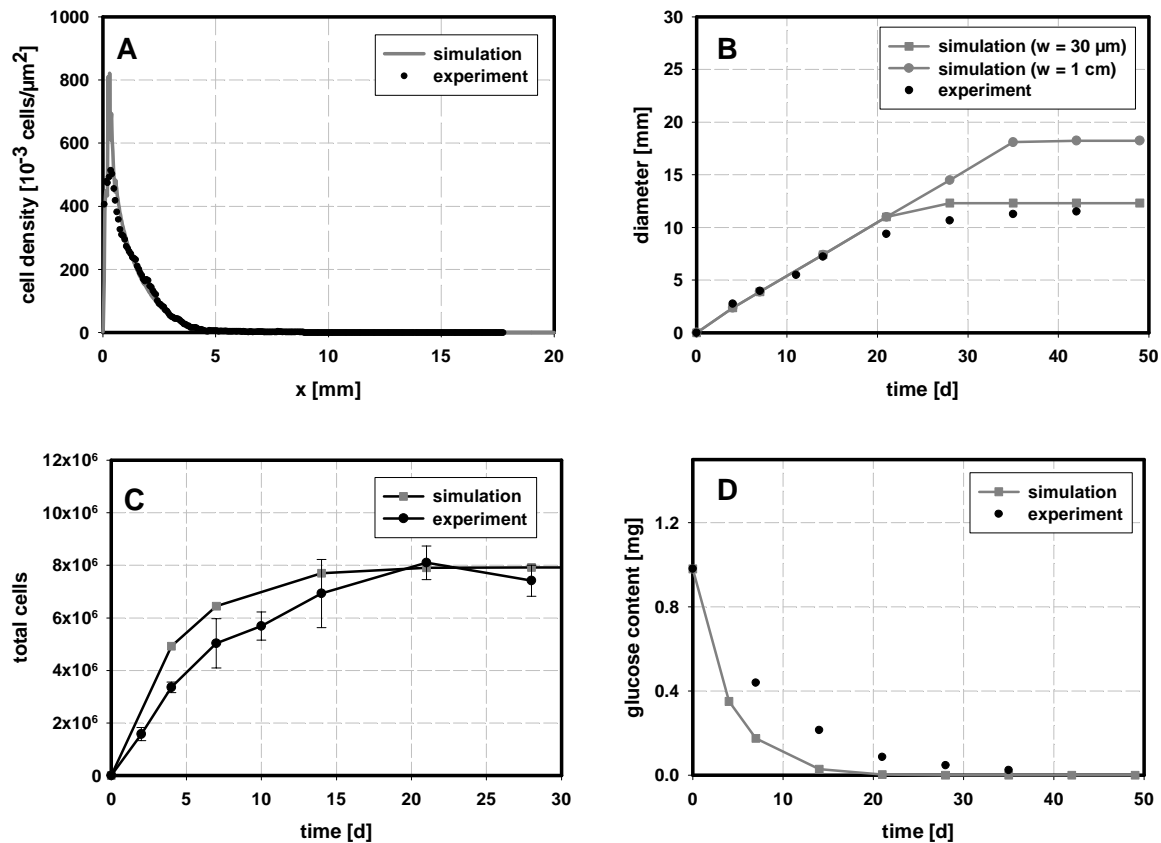 A
simulation
experiment
cell density [10⁻³ cells/µm²]
1000
800
600
400
200
0
0 5 10 15 20
x [mm]
B
simulation (w = 30 µm)
simulation (w = 1 cm)
experiment
diameter [mm]
30
25
20
15
10
5
0
0 10 20 30 40 50
time [d]
C
simulation
experiment
total cells
12x10⁶
10x10⁶
8x10⁶
6x10⁶
4x10⁶
2x10⁶
0
0 5 10 15 20 25 30
time [d]
D
simulation
experiment
glucose content [mg]
1.2
0.8
0.4
0.0
0 10 20 30 40 50
time [d]